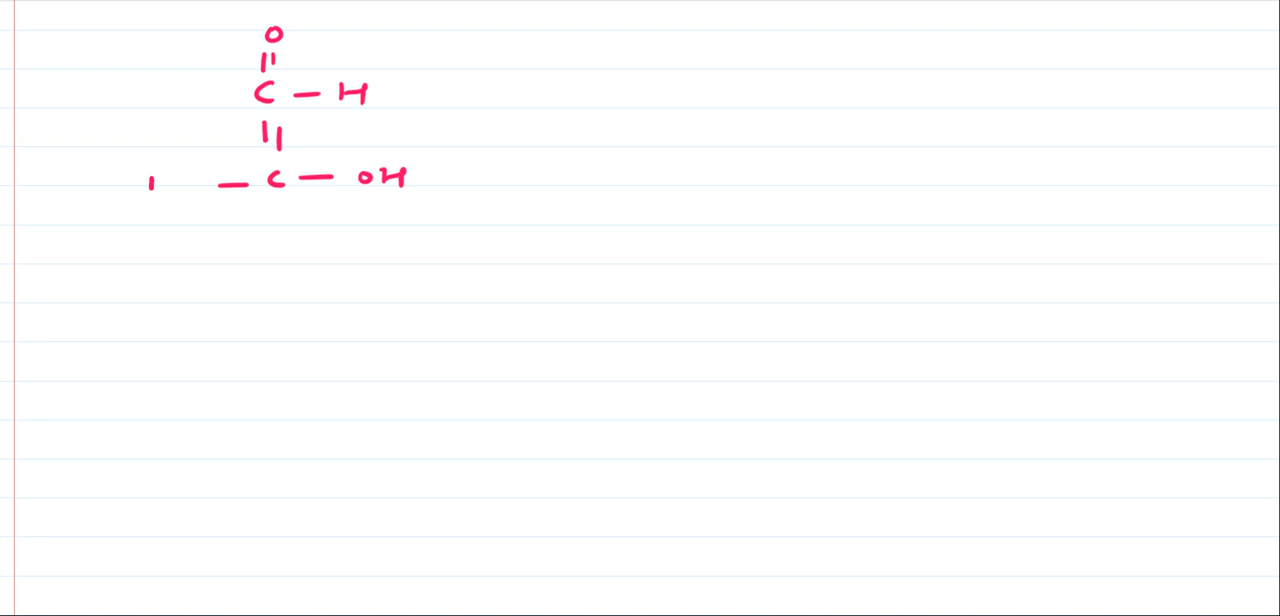 O
||
C — H
||
ı — C — OH